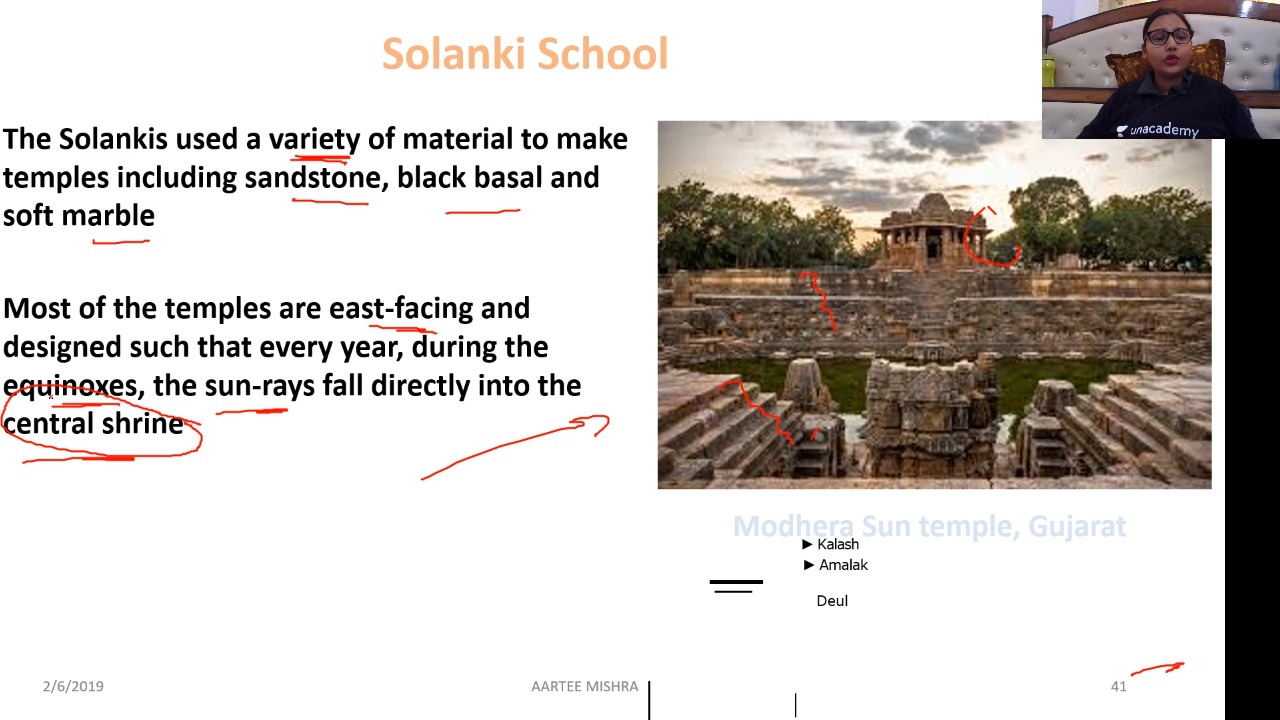 Solanki School
unacademy
The Solankis used a variety of material to make
temples including sandstone, black basal and
soft marble
Most of the temples are east-facing and
designed such that every year, during the
equinoxes, the sun-rays fall directly into the
central shrine
Modhera Sun temple, Gujarat
► Kalash
► Amalak
Deul
2/6/2019
AARTEE MISHRA
41